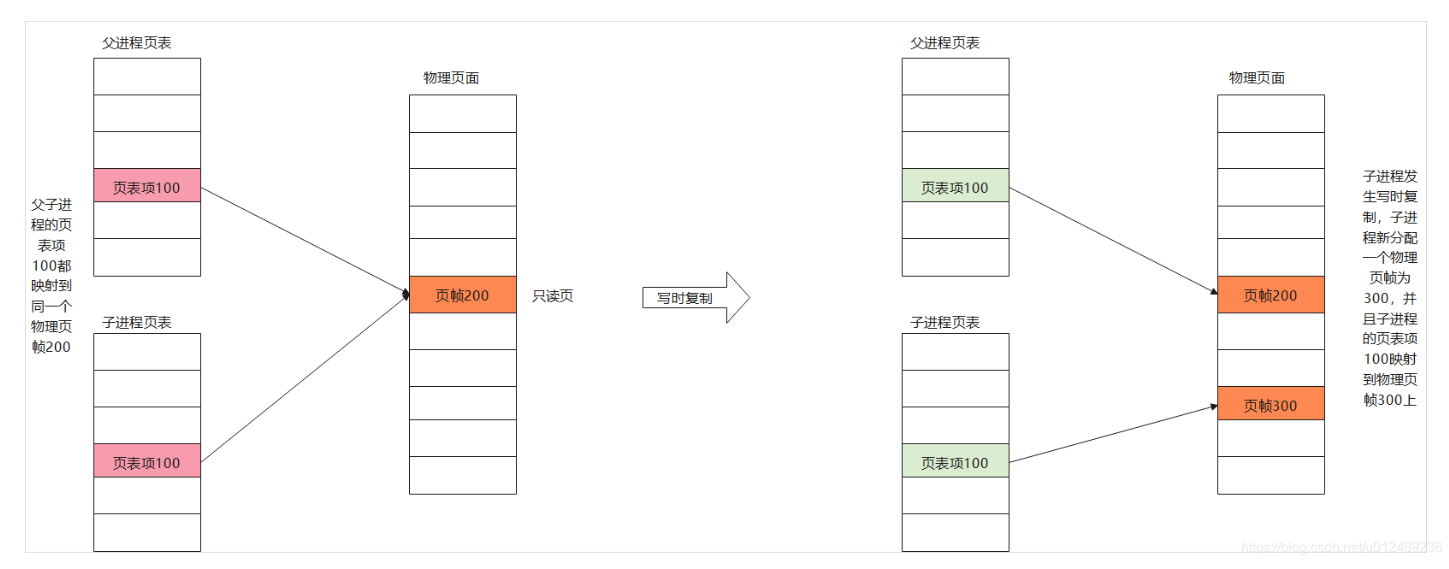 父进程页表
物理页面
页表项100
父子进
程的页
表项
100都
映射到
同一个
物理页
帧200
页帧200
只读页
子进程页表
页表项100
写时复制
父进程页表
物理页面
页表项100
页帧200
子进程页表
页帧300
页表项100
子进程发
生写时复
制，子进
程新分配
一个物理
页帧为
300，并
且子进程
的页表项
100映射
到物理页
帧300上
https://blog.csdn.net/u012489236